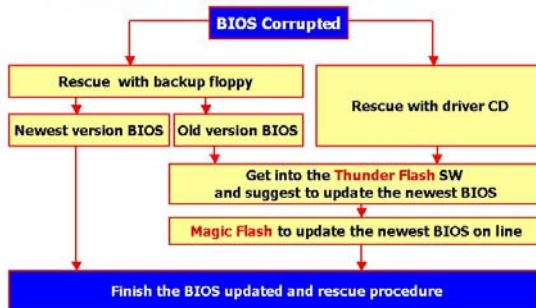 BIOS Corrupted
Rescue with backup floppy
Rescue with driver CD
Newest version BIOS
Old version BIOS
Get into the Thunder Flash SW
and suggest to update the newest BIOS
Magic Flash to update the newest BIOS on line
Finish the BIOS updated and rescue procedure